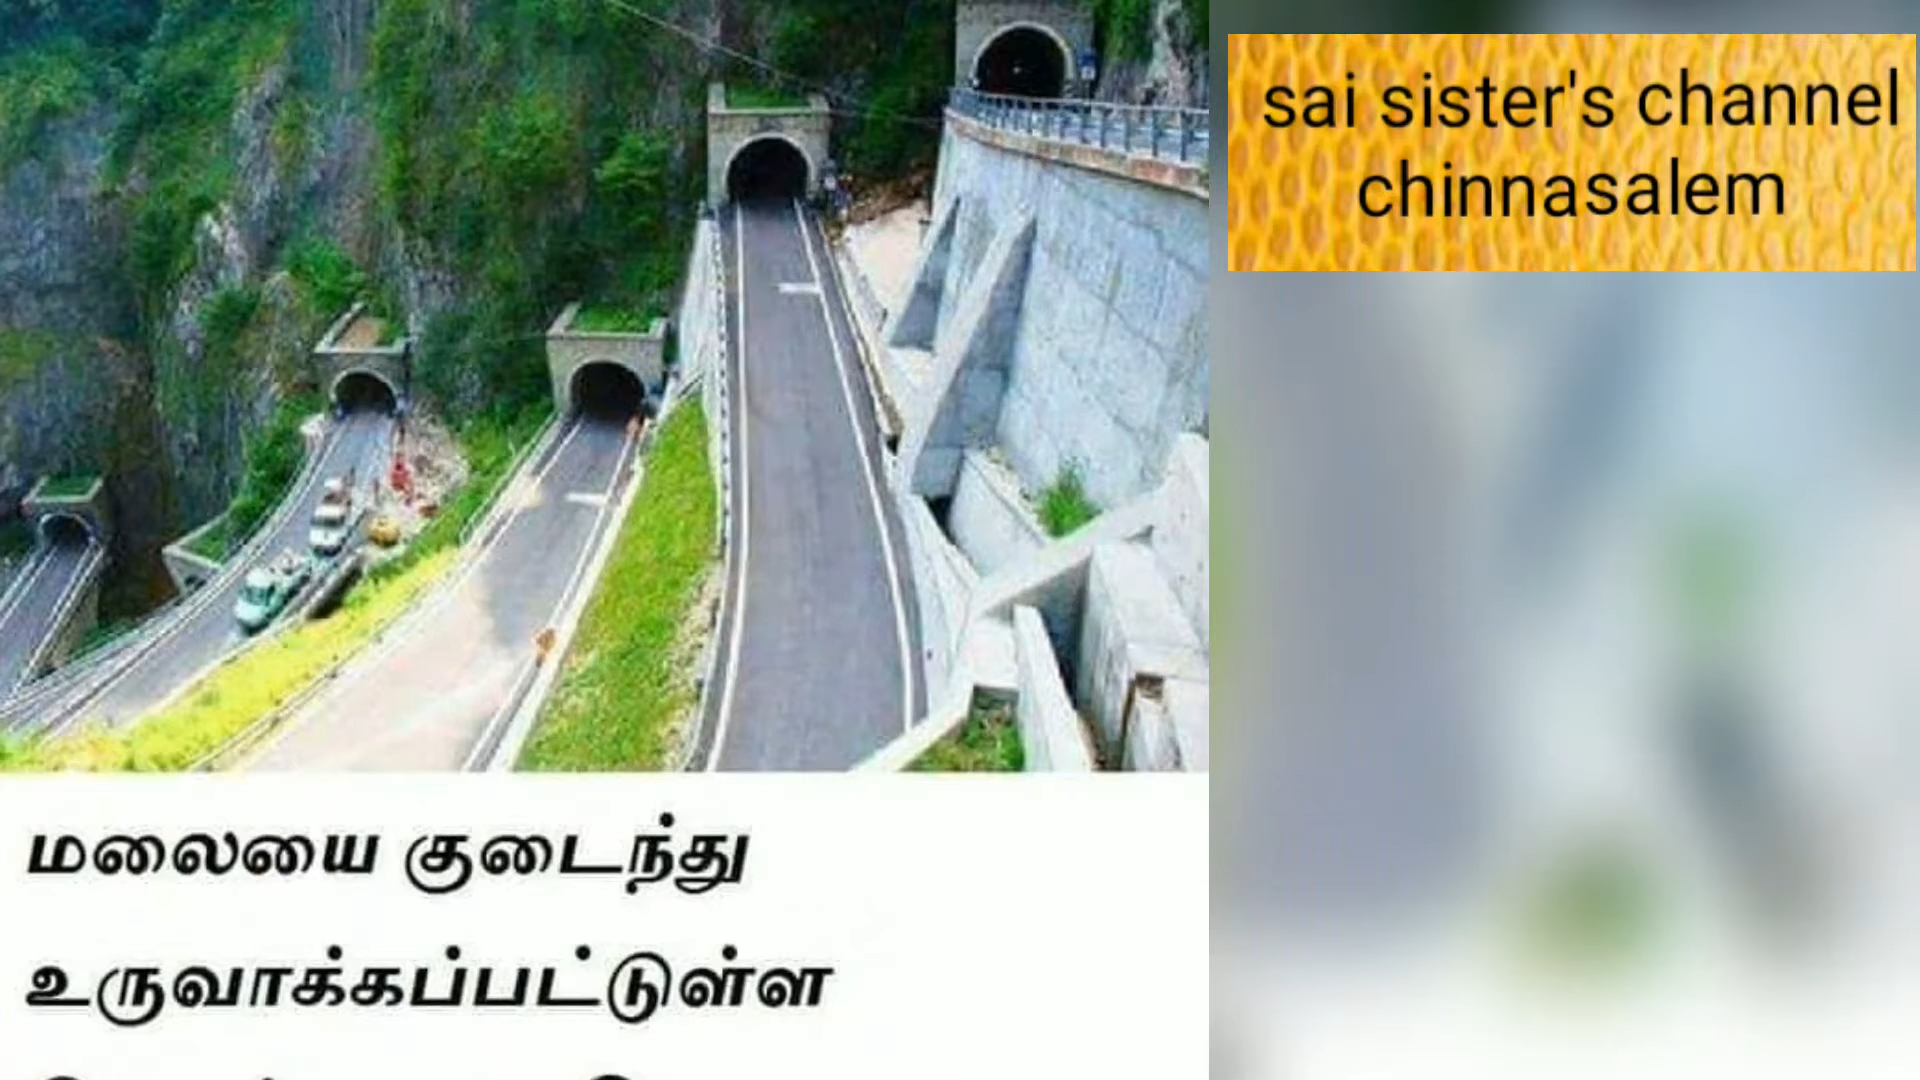 sai sister's channel
chinnasalem
மலையை குடைந்து
உருவாக்கப்பட்டுள்ள